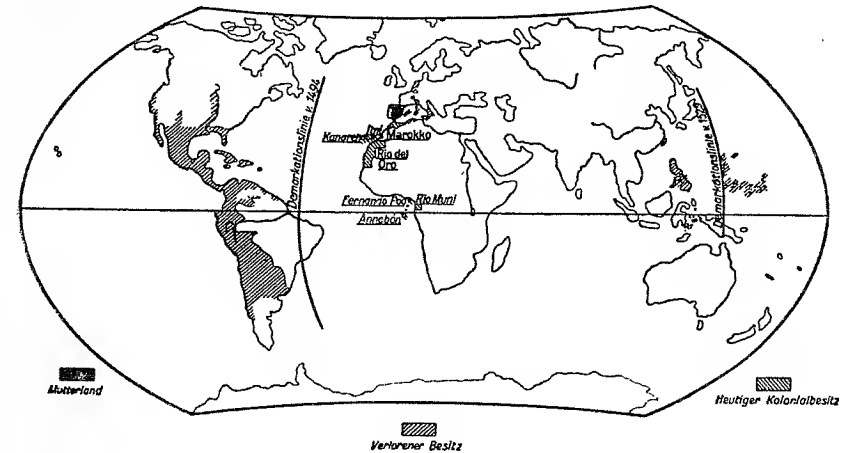 Demarkationslinie v. 1494
Demarkationslinie v. 1529
Kanaren
Ifni
Marokko
Rio del
Oro
Fernando Poo
Rio Muni
Annobón
Mutterland
Heutiger Kolonialbesitz
Verlorener Besitz